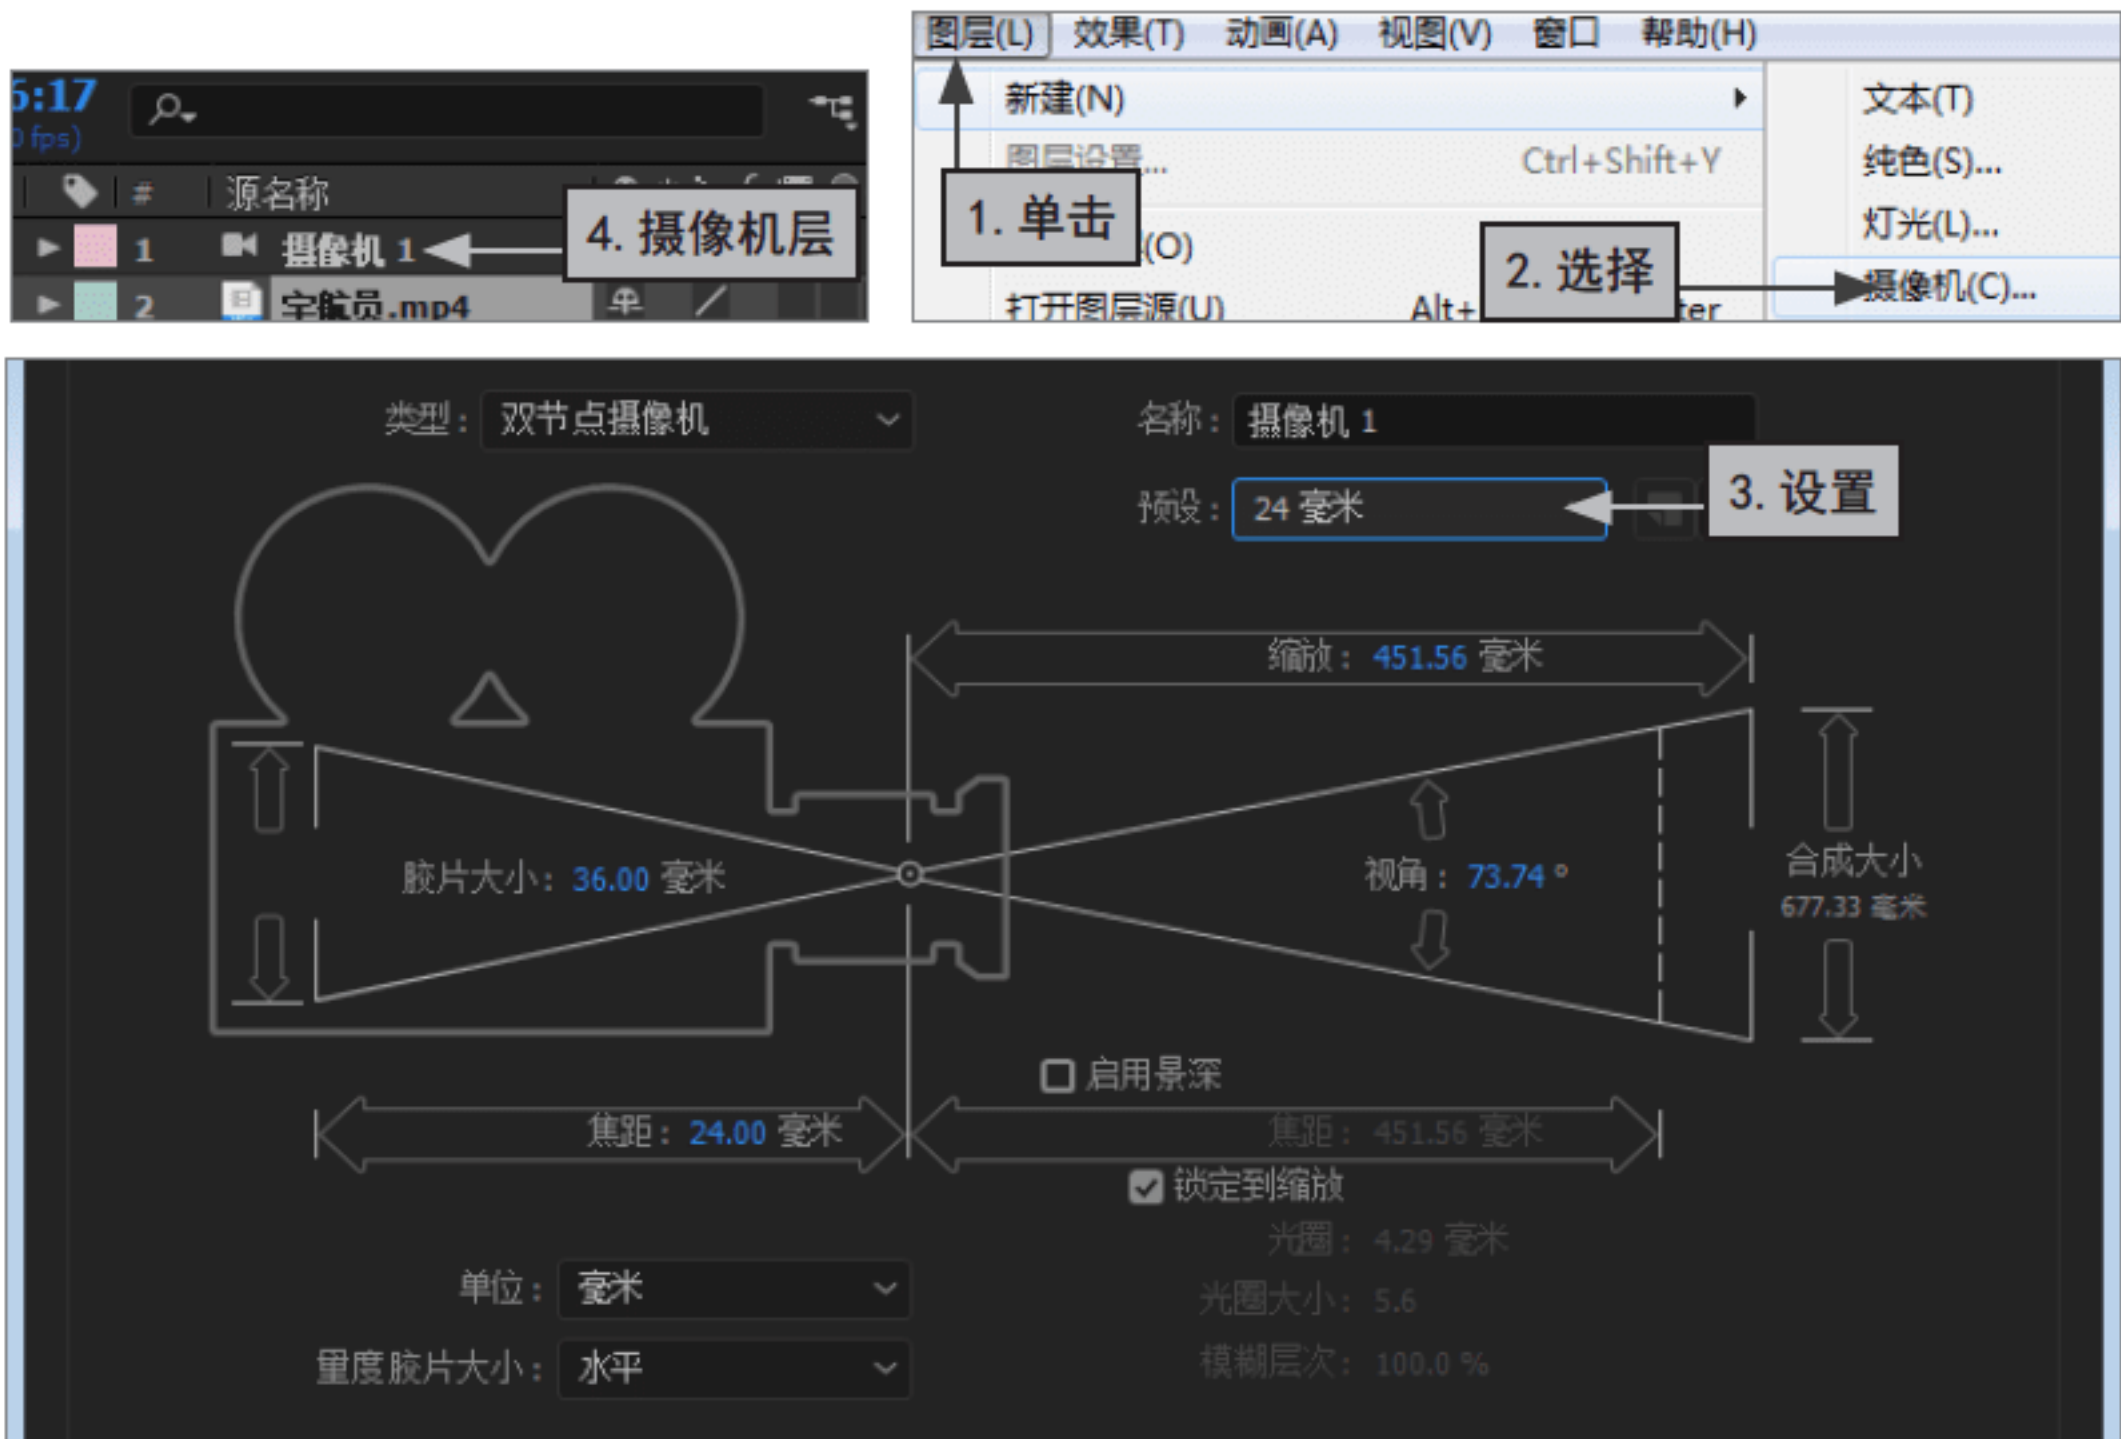 5:17
0 fps)
# 源名称
1 摄像机 1
4. 摄像机层
2 宇航员.mp4
图层(L) 效果(T) 动画(A) 视图(V) 窗口 帮助(H)
新建(N)
图层设置... Ctrl+Shift+Y
1. 单击
(O)
打开图层源(U) Alt+
ter
文本(T)
纯色(S)...
灯光(L)...
2. 选择
摄像机(C)...
类型: 双节点摄像机
名称: 摄像机 1
预设: 24 毫米
3. 设置
缩放: 451.56 毫米
胶片大小: 36.00 毫米
视角: 73.74 °
合成大小
677.33 毫米
启用景深
焦距: 24.00 毫米
焦距: 451.56 毫米
锁定到缩放
光圈: 4.29 毫米
单位: 毫米
光圈大小: 5.6
量度胶片大小: 水平
模糊层次: 100.0 %